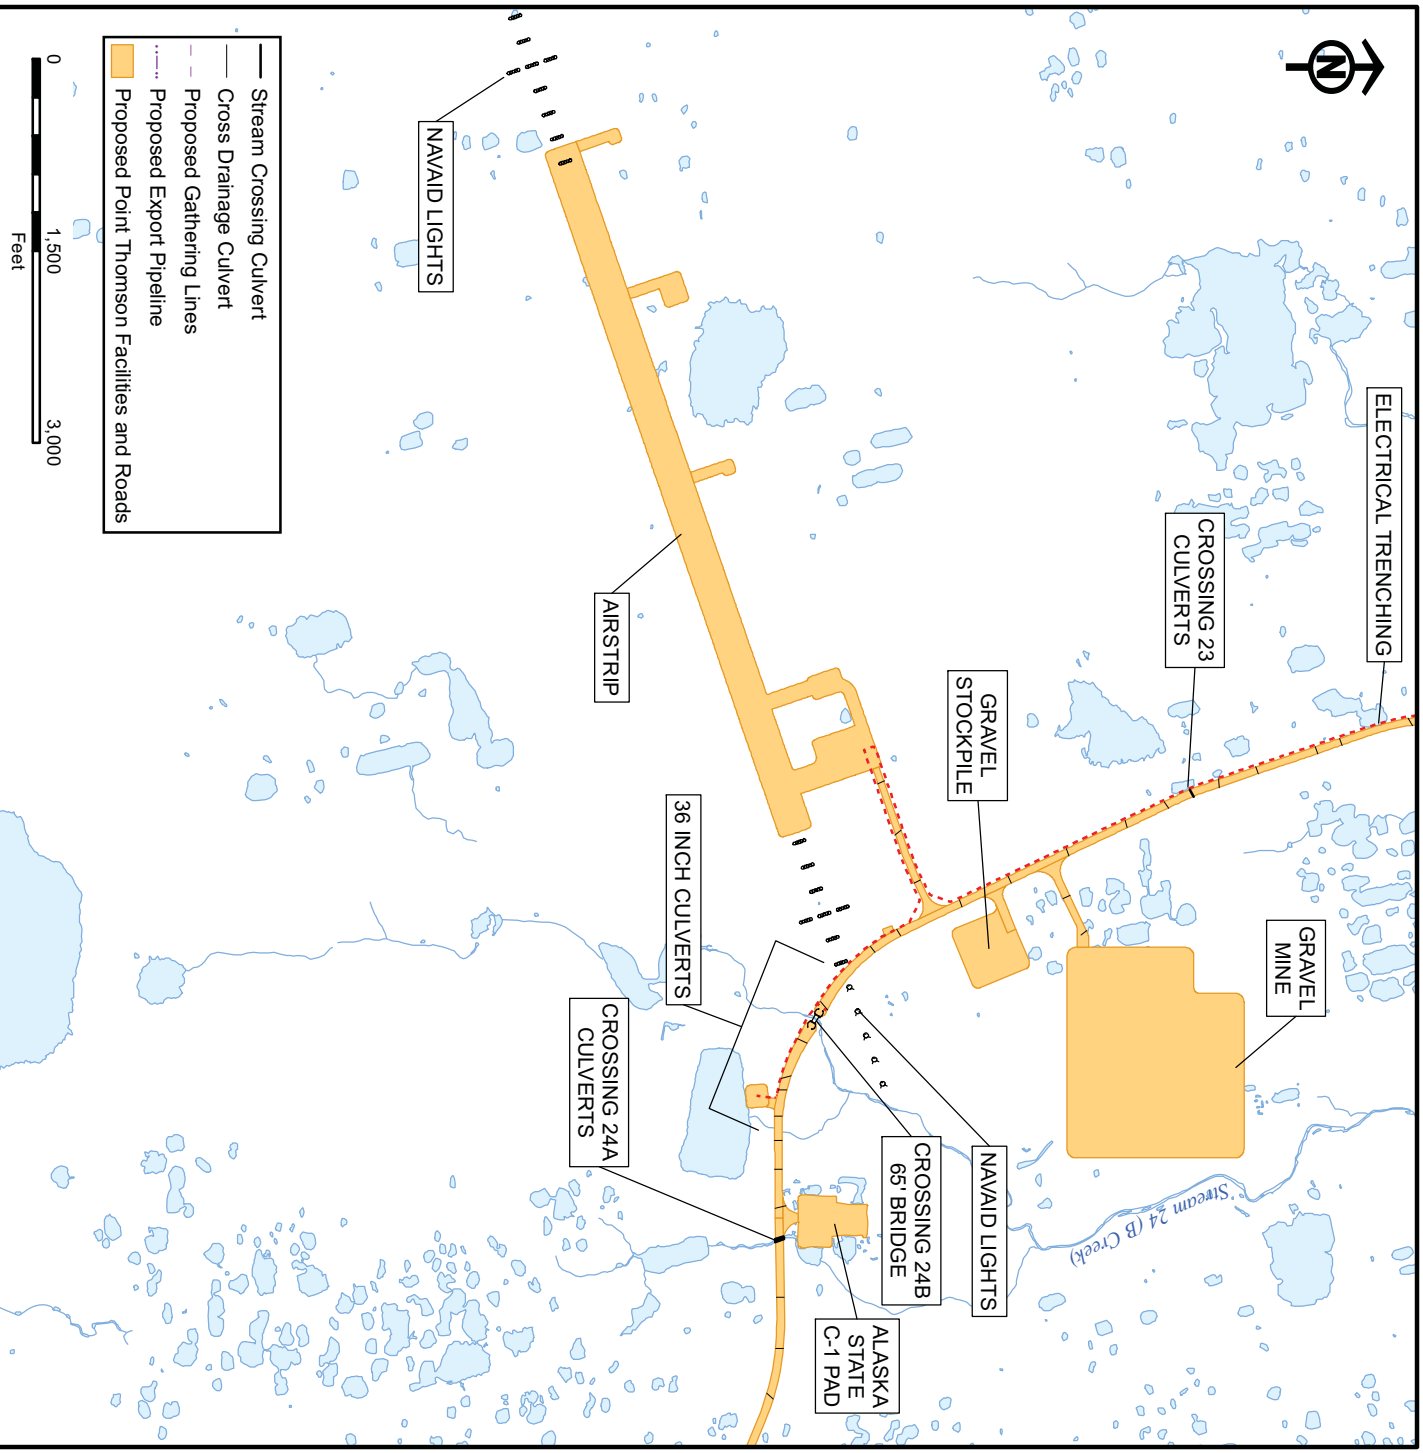 N
ELECTRICAL TRENCHING
CROSSING 23
CULVERTS
GRAVEL
STOCKPILE
GRAVEL
MINE
NAVAID LIGHTS
AIRSTRIP
36 INCH CULVERTS
CROSSING 24A
CULVERTS
CROSSING 24B
65' BRIDGE
NAVAID LIGHTS
ALASKA
STATE
C-1 PAD
Stream 24 (B Creek)
Stream Crossing Culvert
Cross Drainage Culvert
Proposed Gathering Lines
Proposed Export Pipeline
Proposed Point Thomson Facilities and Roads
0 1,500 3,000
Feet